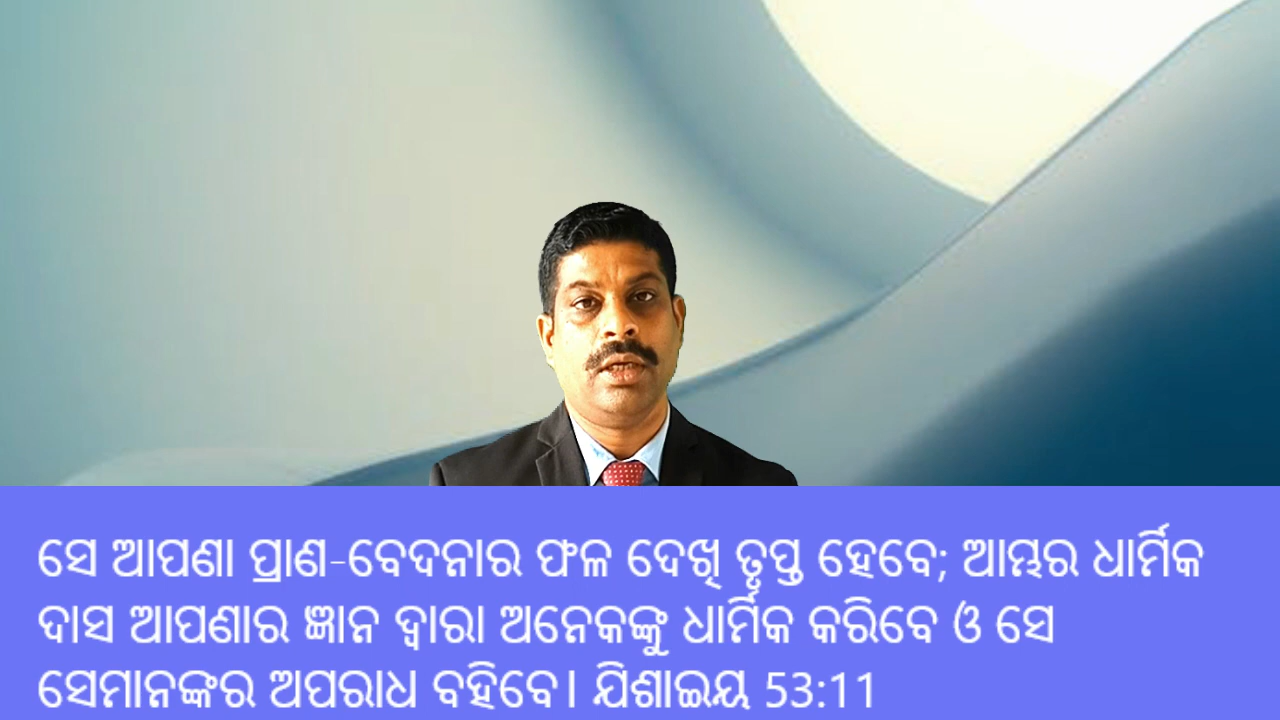 ସେ ଆପଣା ପ୍ରାଣ-ବେଦନାର ଫଳ ଦେଖି ତୃପ୍ତ ହେବେ; ଆମ୍ଭର ଧାର୍ମିକ
ଦାସ ଆପଣାର ଜ୍ଞାନ ଦ୍ୱାରା ଅନେକଙ୍କୁ ଧାର୍ମିକ କରିବେ ଓ ସେ
ସେମାନଙ୍କର ଅପରାଧ ବହିବେ। ଯିଶାଇୟ 53:11